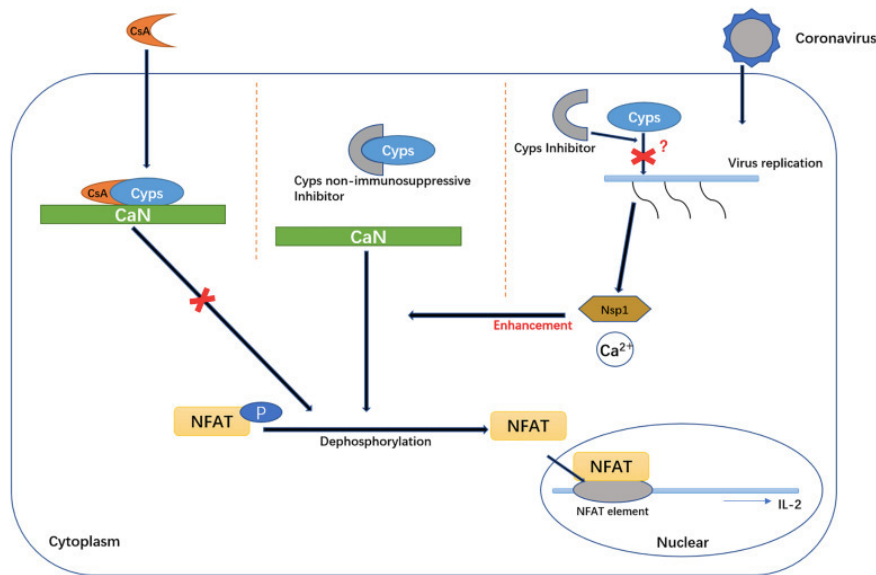 CsA
Coronavirus
Cyps
Cyps Inhibitor
?
Virus replication
Cyps
Cyps non-immunosuppressive
Inhibitor
CsA
Cyps
CaN
CaN
Nsp1
Enhancement
Ca²⁺
NFAT
P
Dephosphorylation
NFAT
NFAT
NFAT element
IL-2
Cytoplasm
Nuclear